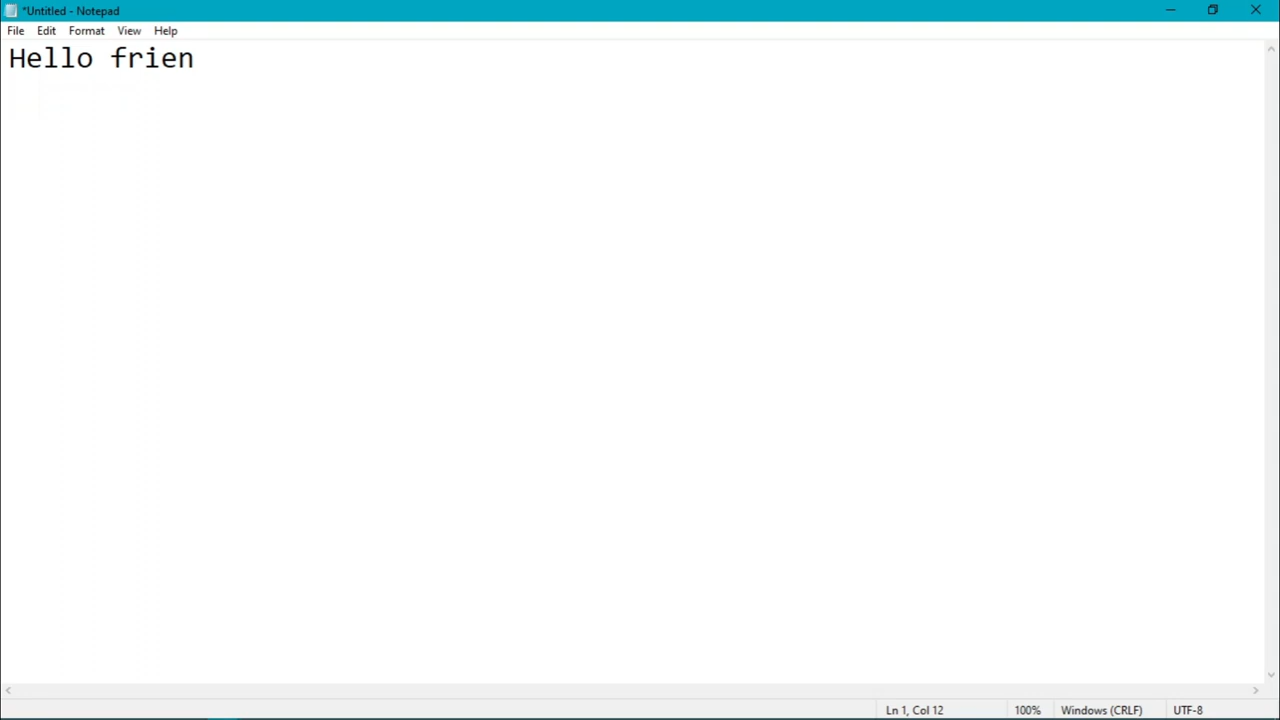 *Untitled - Notepad
File Edit Format View Help
Hello frien
Ln 1, Col 12 100% Windows (CRLF) UTF-8